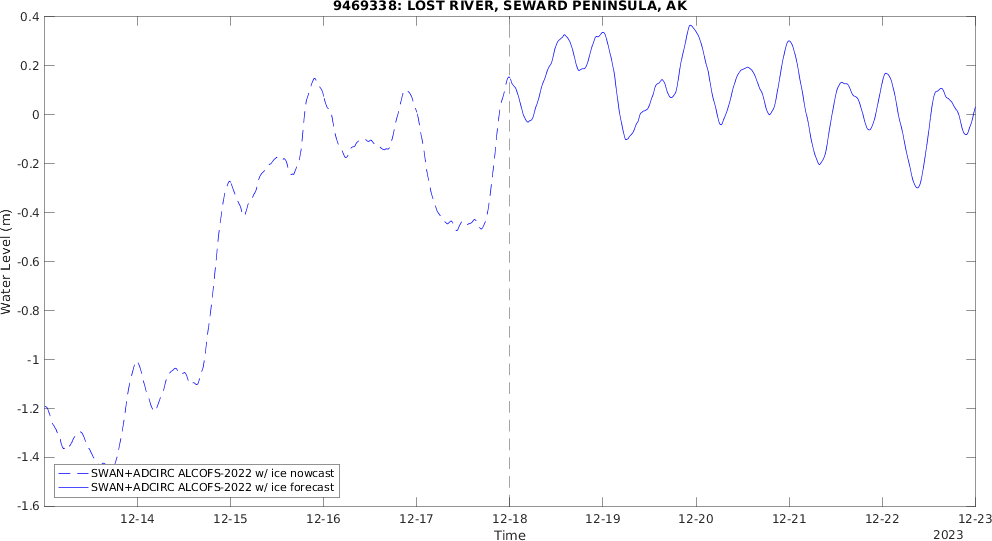 9469338: LOST RIVER, SEWARD PENINSULA, AK
0.4
0.2
0
-0.2
-0.4
-0.6
-0.8
-1
-1.2
-1.4
-1.6
Water Level (m)
SWAN+ADCIRC ALCOFS-2022 w/ ice nowcast
SWAN+ADCIRC ALCOFS-2022 w/ ice forecast
12-14 12-15 12-16 12-17 12-18 12-19 12-20 12-21 12-22 12-23
Time
2023